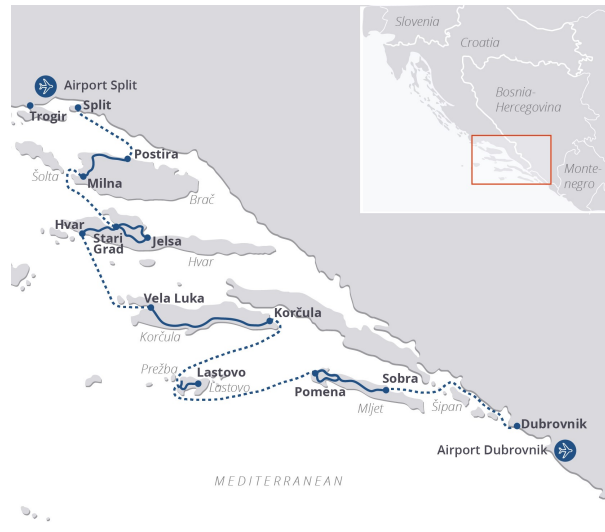 Slovenia
Croatia
Bosnia-
Hercegovina
Monte-
negro
Airport Split
Split
Trogir
Postira
Šolta
Milna
Brač
Hvar
Stari
Grad
Jelsa
Hvar
Vela Luka
Korčula
Korčula
Prežba
Lastovo
Lastovo
Pomena
Sobra
Mljet
Šipan
Dubrovnik
Airport Dubrovnik
MEDITERRANEAN